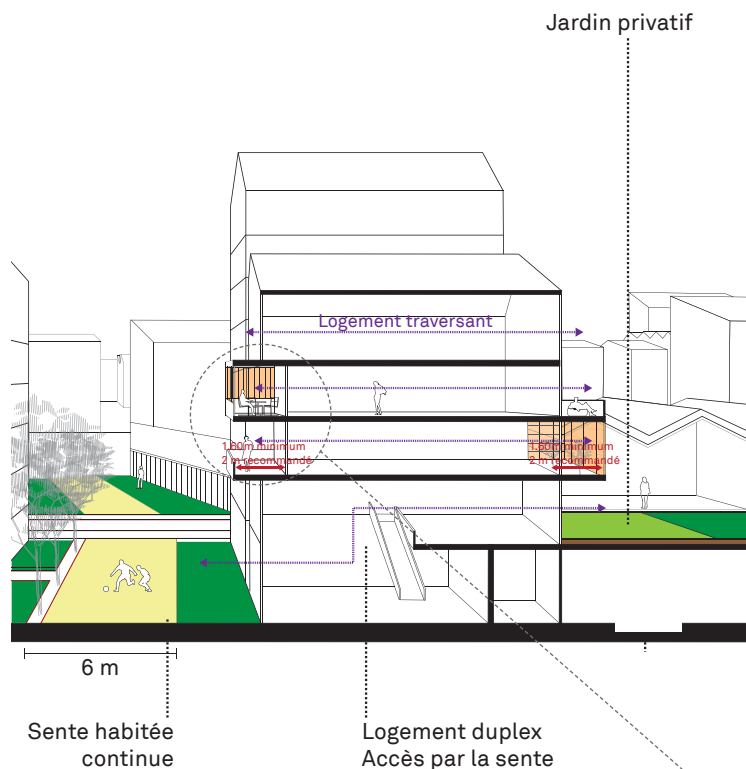 Jardin privatif
Logement traversant
1.60m minimum
2 m recommandé
1.60m minimum
2 m recommandé
6 m
Sente habitée
continue
Logement duplex
Accès par la sente